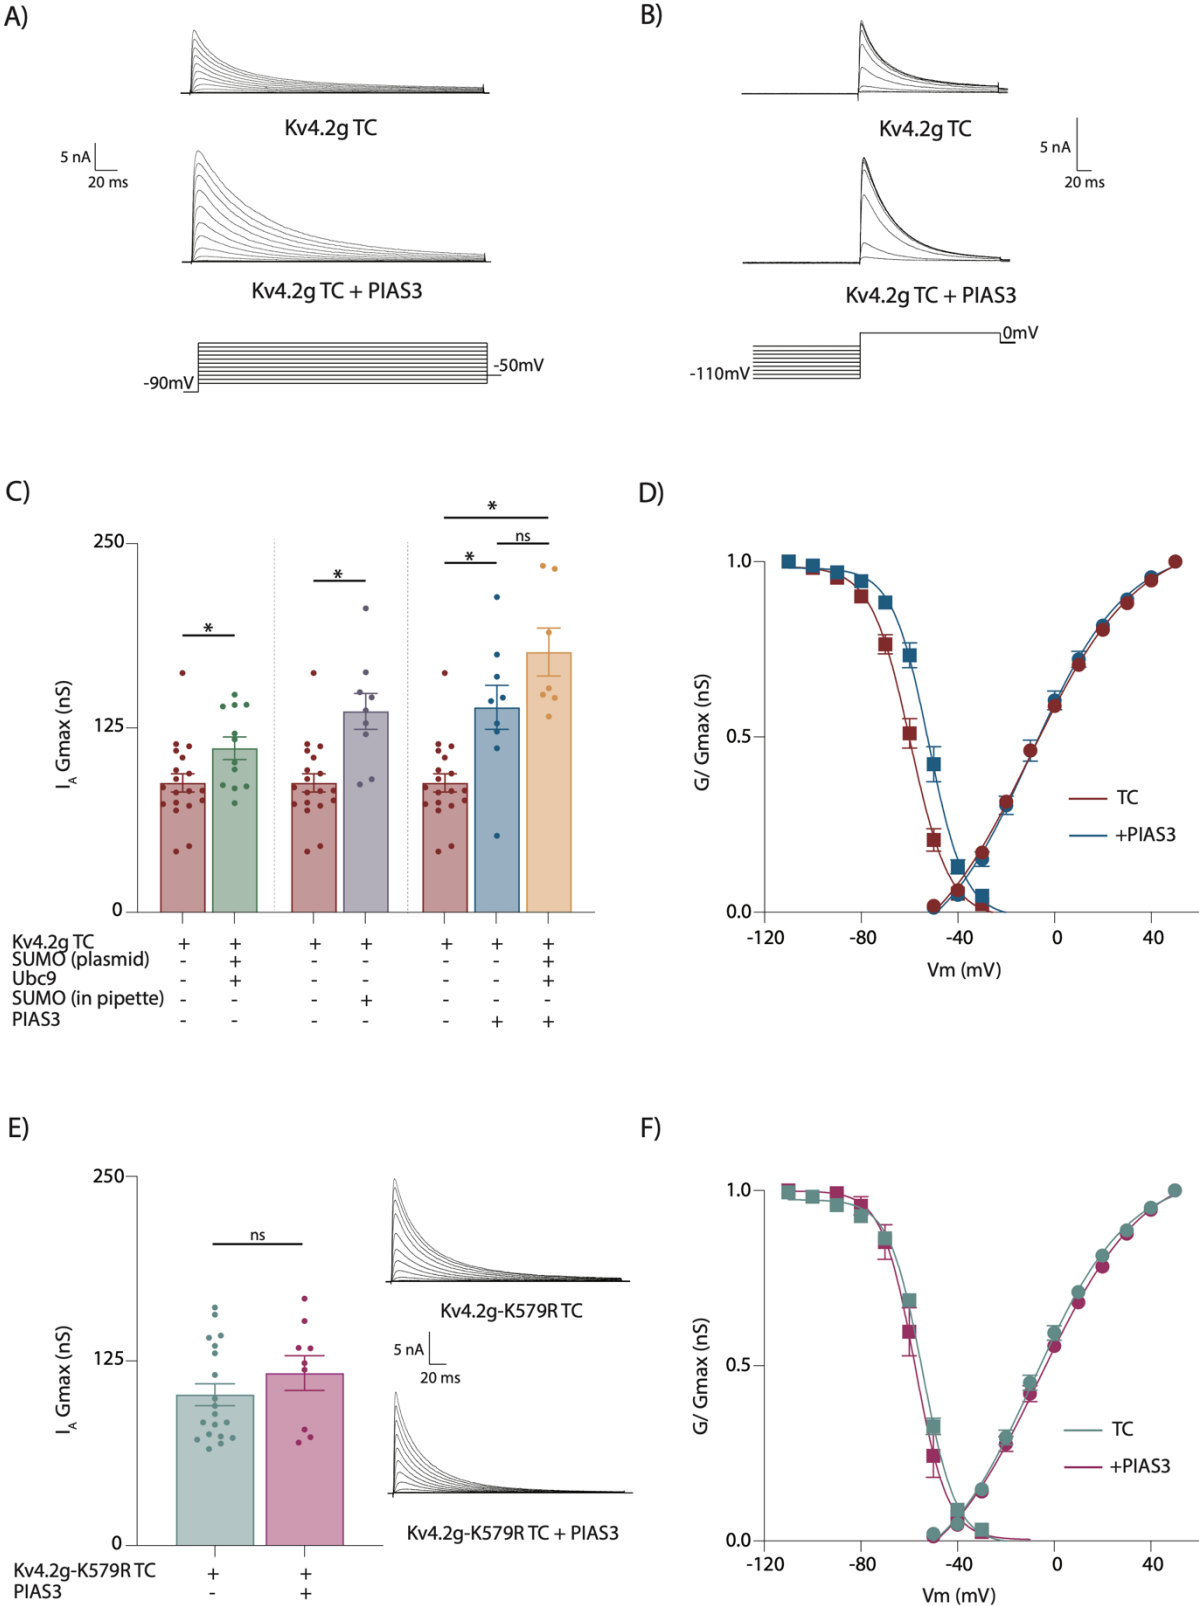 A)
Kv4.2g TC
5 nA
20 ms
Kv4.2g TC + PIAS3
-90mV
-50mV
B)
Kv4.2g TC
5 nA
20 ms
Kv4.2g TC + PIAS3
0mV
-110mV
C)
250
125
0
IA Gmax (nS)
*
*
*
*
ns
Kv4.2g TC + + + + + + +
SUMO (plasmid) - + - - - - +
Ubc9 - + - - - - +
SUMO (in pipette) - - - + - - -
PIAS3 - - - - - + +
D)
1.0
0.5
0.0
G/ Gmax (nS)
TC
+PIAS3
-120 -80 -40 0 40
Vm (mV)
E)
250
125
0
IA Gmax (nS)
ns
Kv4.2g-K579R TC
5 nA
20 ms
Kv4.2g-K579R TC + PIAS3
Kv4.2g-K579R TC + +
PIAS3 - +
F)
1.0
0.5
0.0
G/ Gmax (nS)
TC
+PIAS3
-120 -80 -40 0 40
Vm (mV)